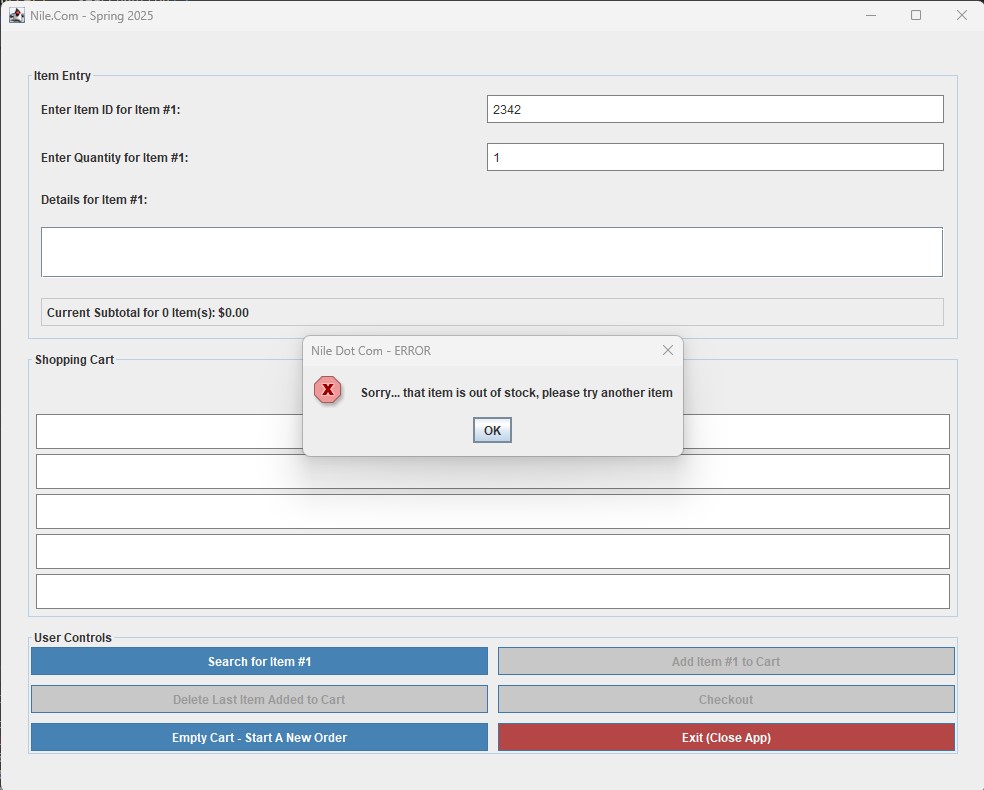 Nile.Com - Spring 2025
Item Entry
Enter Item ID for Item #1:
2342
Enter Quantity for Item #1:
1
Details for Item #1:
Current Subtotal for 0 Item(s): $0.00
Shopping Cart
Nile Dot Com - ERROR
X
Sorry... that item is out of stock, please try another item
OK
User Controls
Search for Item #1
Add Item #1 to Cart
Delete Last Item Added to Cart
Checkout
Empty Cart - Start A New Order
Exit (Close App)